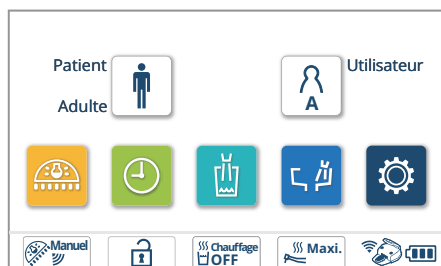 Patient
Utilisateur
Adulte
A
Manuel
Chauffage
OFF
Maxi.